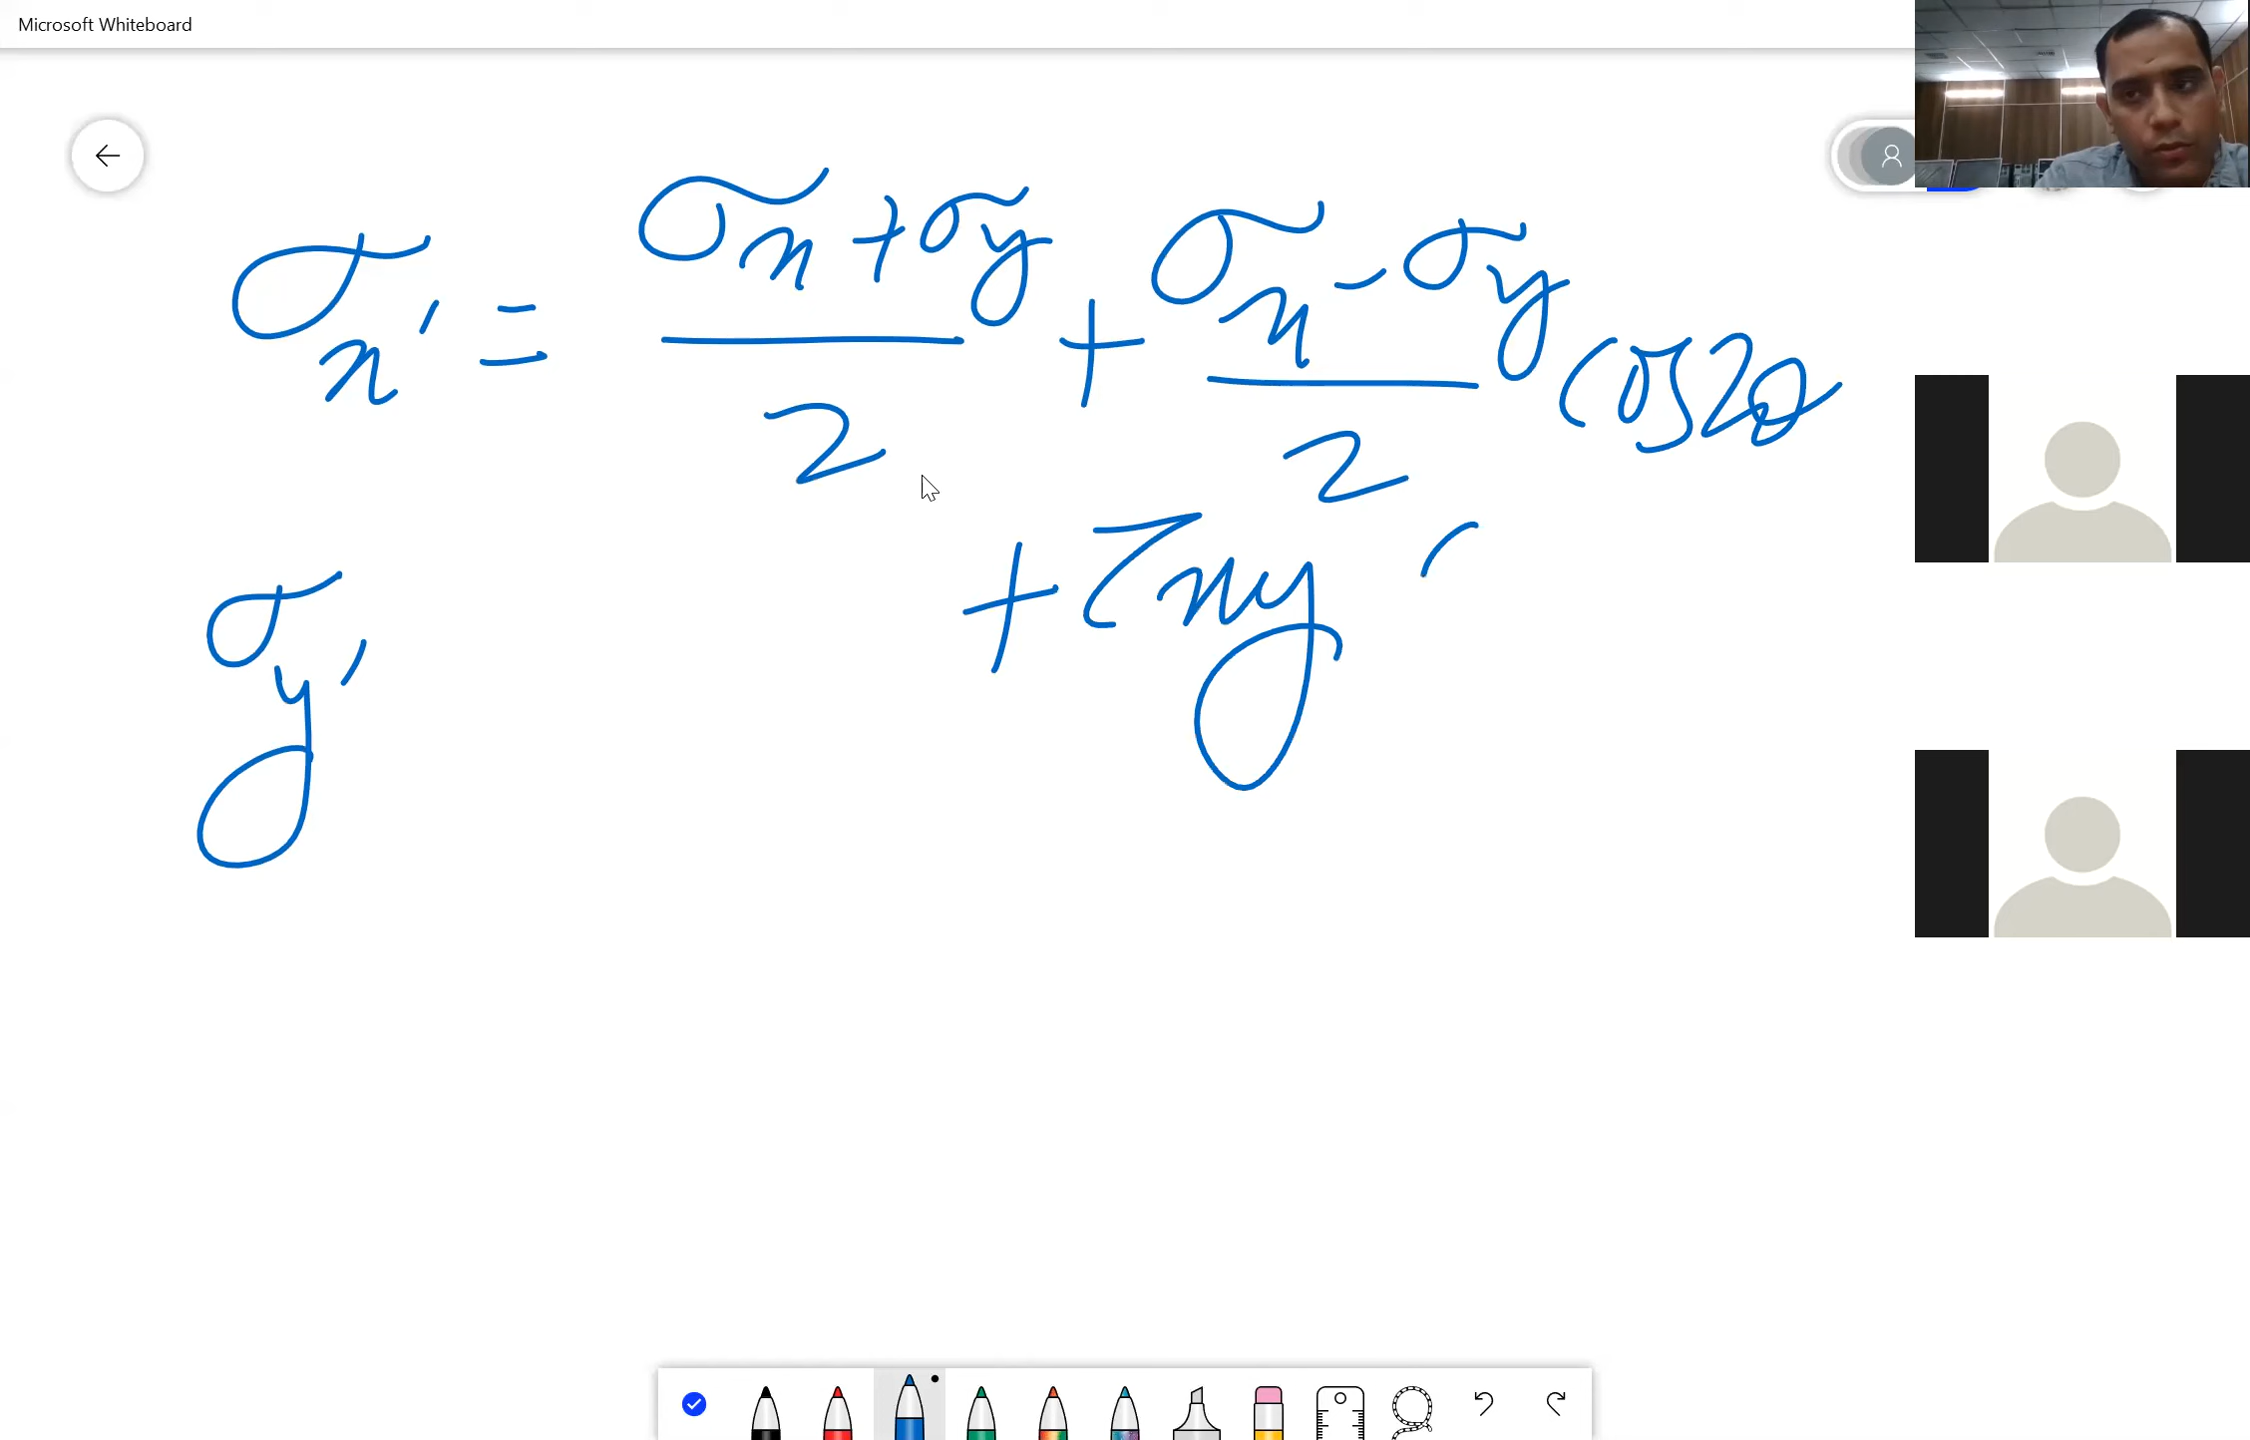 Microsoft Whiteboard
σx' = (σx + σy)/2 + (σx - σy)/2 cos2θ
+ τxy (
σy'